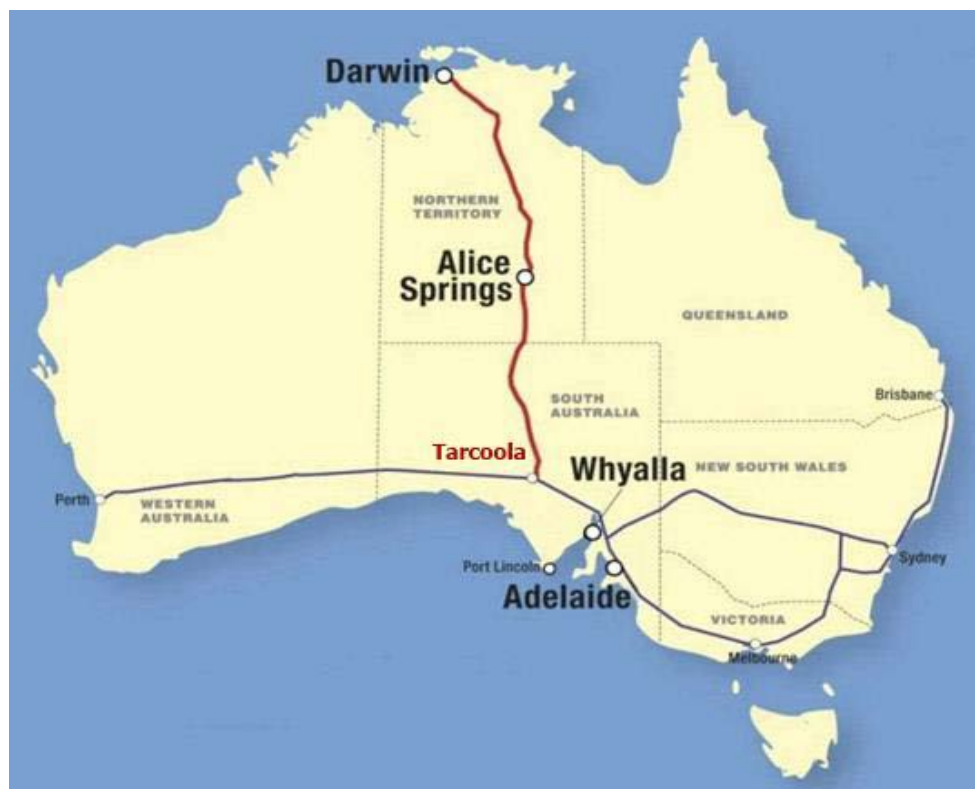 Darwin
NORTHERN
TERRITORY
Alice
Springs
QUEENSLAND
SOUTH
AUSTRALIA
Brisbane
Tarcoola
Whyalla
NEW SOUTH WALES
Perth
WESTERN
AUSTRALIA
Port Lincoln
Sydney
Adelaide
VICTORIA
Melbourne